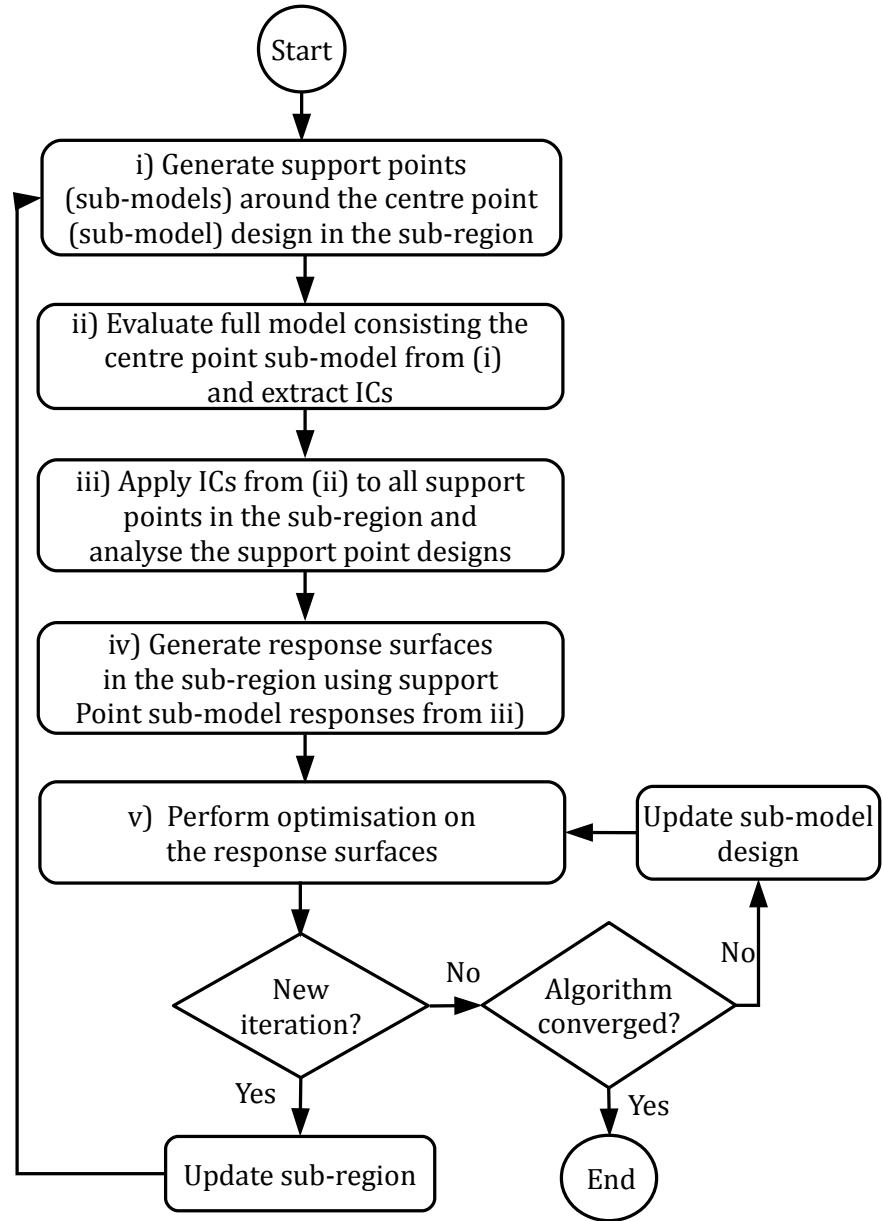 Start
i) Generate support points
(sub-models) around the centre point
(sub-model) design in the sub-region
ii) Evaluate full model consisting the
centre point sub-model from (i)
and extract ICs
iii) Apply ICs from (ii) to all support
points in the sub-region and
analyse the support point designs
iv) Generate response surfaces
in the sub-region using support
Point sub-model responses from iii)
v) Perform optimisation on
the response surfaces
Update sub-model
design
New
iteration?
No
Algorithm
converged?
No
Yes
Update sub-region
Yes
End